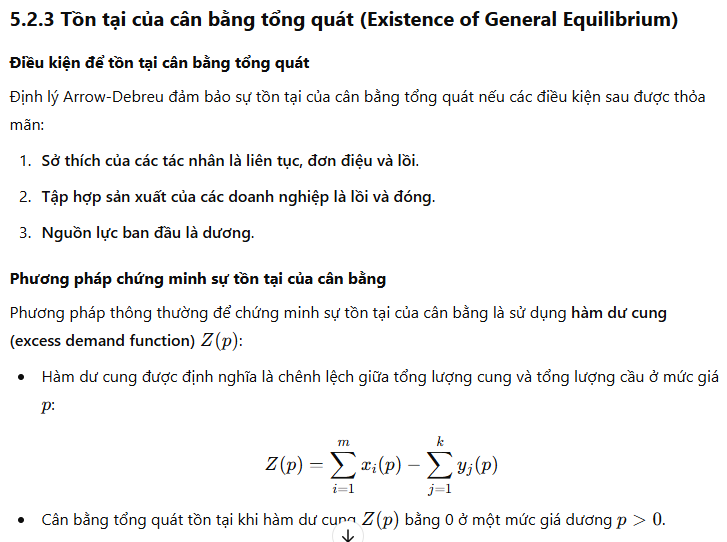 5.2.3 Tồn tại của cân bằng tổng quát (Existence of General Equilibrium)
Điều kiện để tồn tại cân bằng tổng quát
Định lý Arrow-Debreu đảm bảo sự tồn tại của cân bằng tổng quát nếu các điều kiện sau được thỏa
mãn:
1. Sở thích của các tác nhân là liên tục, đơn điệu và lồi.
2. Tập hợp sản xuất của các doanh nghiệp là lồi và đóng.
3. Nguồn lực ban đầu là dương.
Phương pháp chứng minh sự tồn tại của cân bằng
Phương pháp thông thường để chứng minh sự tồn tại của cân bằng là sử dụng hàm dư cung
(excess demand function) Z(p):
• Hàm dư cung được định nghĩa là chênh lệch giữa tổng lượng cung và tổng lượng cầu ở mức giá
p:
Z(p) = ∑_{i=1}^{m} x_i(p) − ∑_{j=1}^{k} y_j(p)
• Cân bằng tổng quát tồn tại khi hàm dư cung Z(p) bằng 0 ở một mức giá dương p > 0.